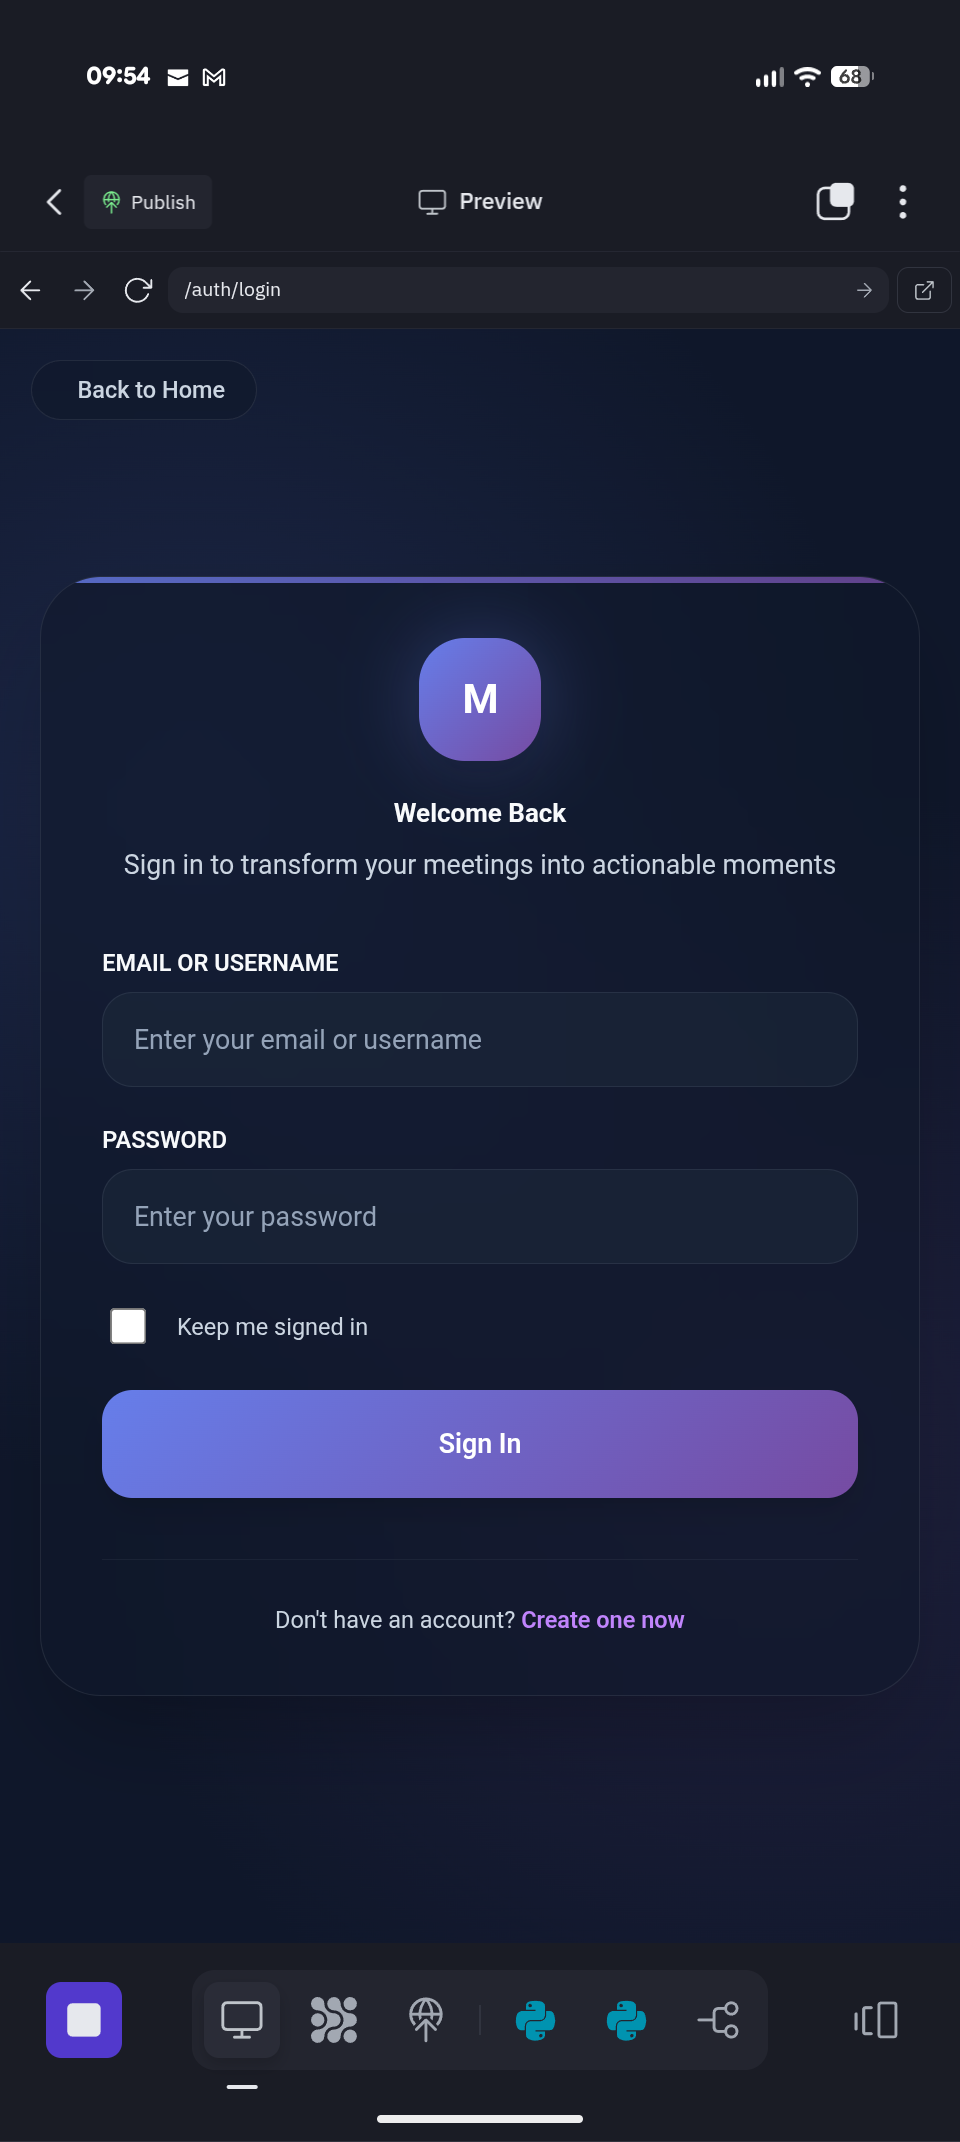 09:54
68
Publish
Preview
/auth/login
Back to Home
M
Welcome Back
Sign in to transform your meetings into actionable moments
EMAIL OR USERNAME
Enter your email or username
PASSWORD
Enter your password
Keep me signed in
Sign In
Don't have an account? Create one now